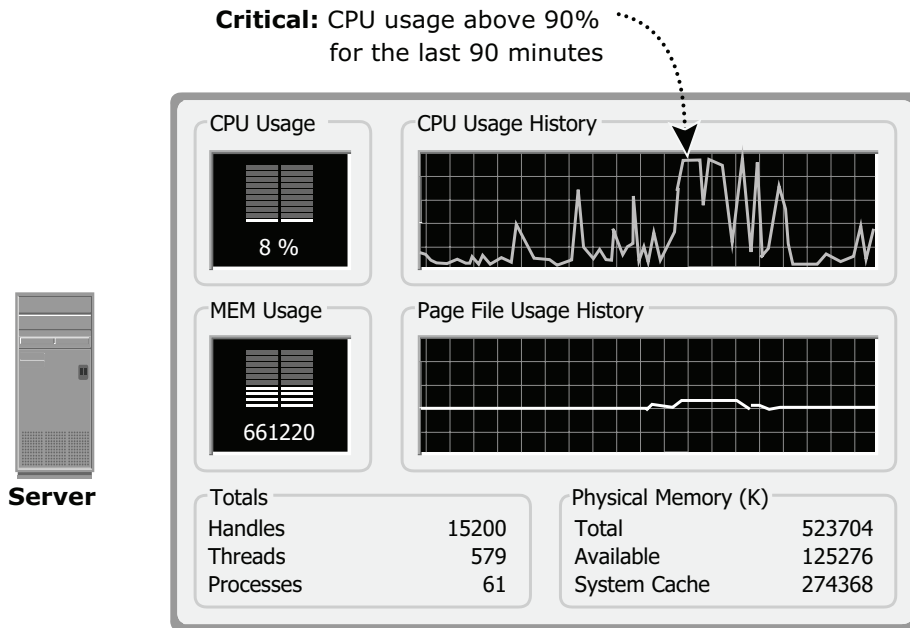 Critical: CPU usage above 90%
for the last 90 minutes
CPU Usage
CPU Usage History
8 %
MEM Usage
Page File Usage History
661220
Server
Totals
Handles 15200
Threads 579
Processes 61
Physical Memory (K)
Total 523704
Available 125276
System Cache 274368